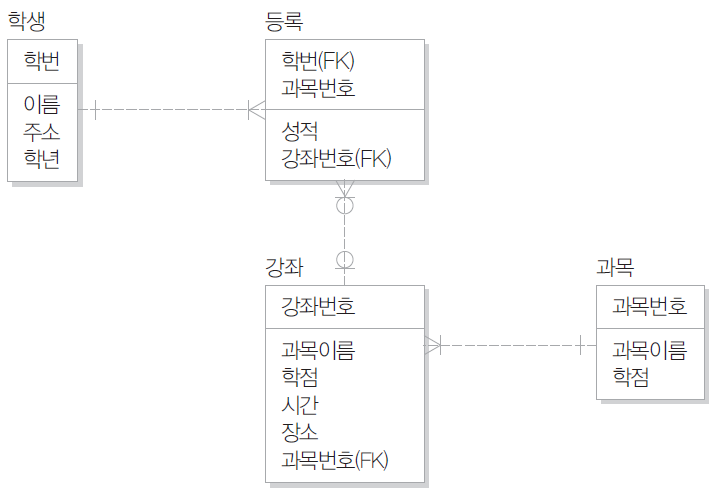 학생
학번
이름
주소
학년
등록
학번(FK)
과목번호
성적
강좌번호(FK)
강좌
강좌번호
과목이름
학점
시간
장소
과목번호(FK)
과목
과목번호
과목이름
학점